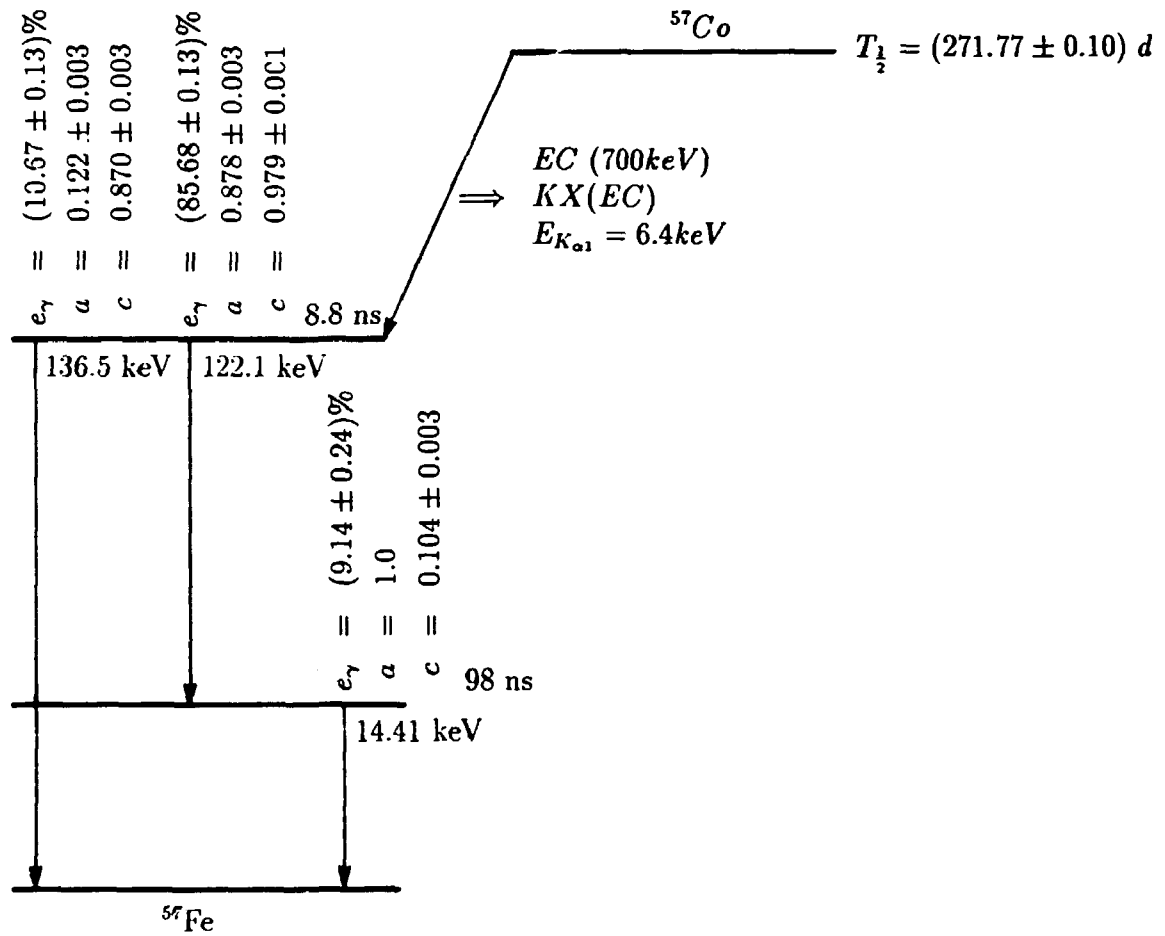 ⁵⁷Co
T½ = (271.77 ± 0.10) d
eγ = (10.67 ± 0.13)%
a = 0.122 ± 0.003
c = 0.870 ± 0.003
eγ = (85.68 ± 0.13)%
a = 0.878 ± 0.003
c = 0.979 ± 0.001
EC (700keV)
⟹ KX(EC)
E_Kα1 = 6.4keV
8.8 ns
136.5 keV
122.1 keV
eγ = (9.14 ± 0.24)%
a = 1.0
c = 0.104 ± 0.003
98 ns
14.41 keV
⁵⁷Fe